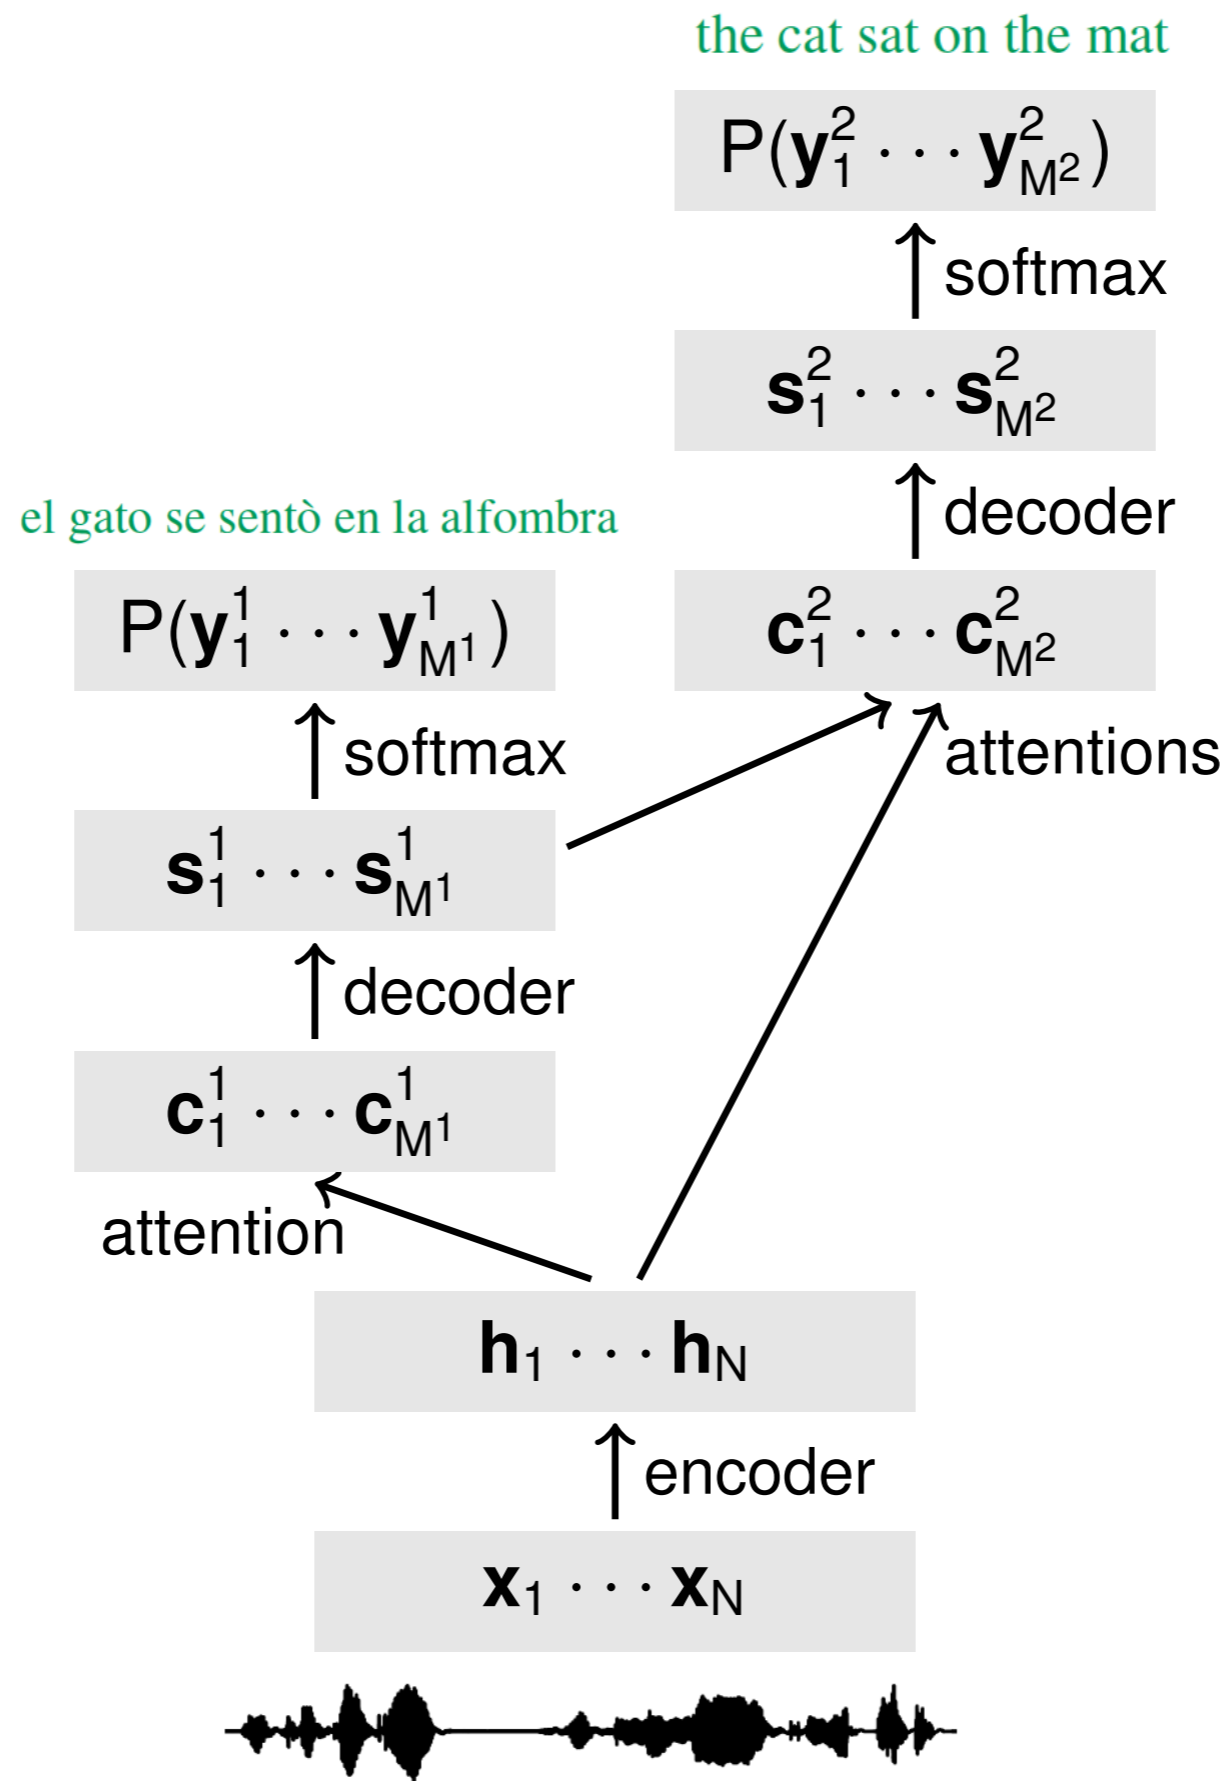 the cat sat on the mat
P(y²₁ · · · y²_M²)
softmax
s²₁ · · · s²_M²
decoder
el gato se sentò en la alfombra
c²₁ · · · c²_M²
P(y¹₁ · · · y¹_M¹)
attentions
softmax
s¹₁ · · · s¹_M¹
decoder
c¹₁ · · · c¹_M¹
attention
h₁ · · · h_N
encoder
x₁ · · · x_N